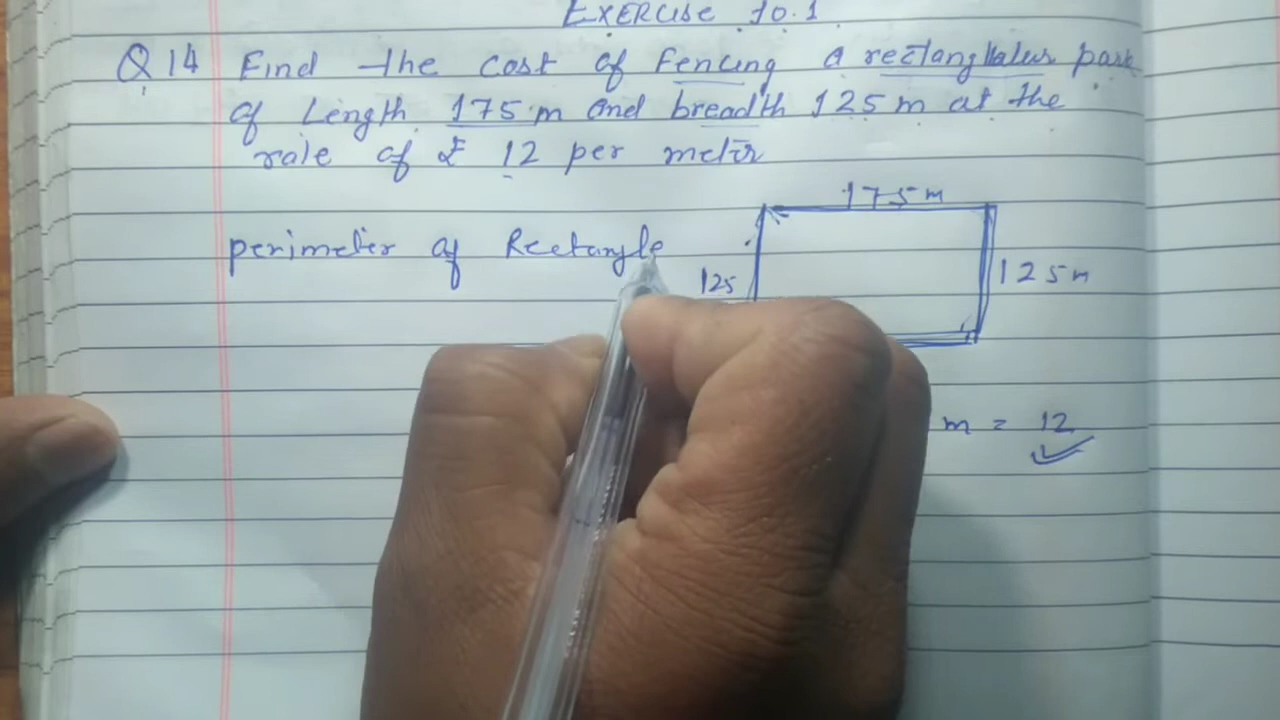 EXERCISE 10.1
Q 14 Find the cost of Fencing a rectangular park
of Length 175 m and breadth 125 m at the
rate of ₹ 12 per meter
175 m
perimeter of Rectangle
125
125 m
m = 12